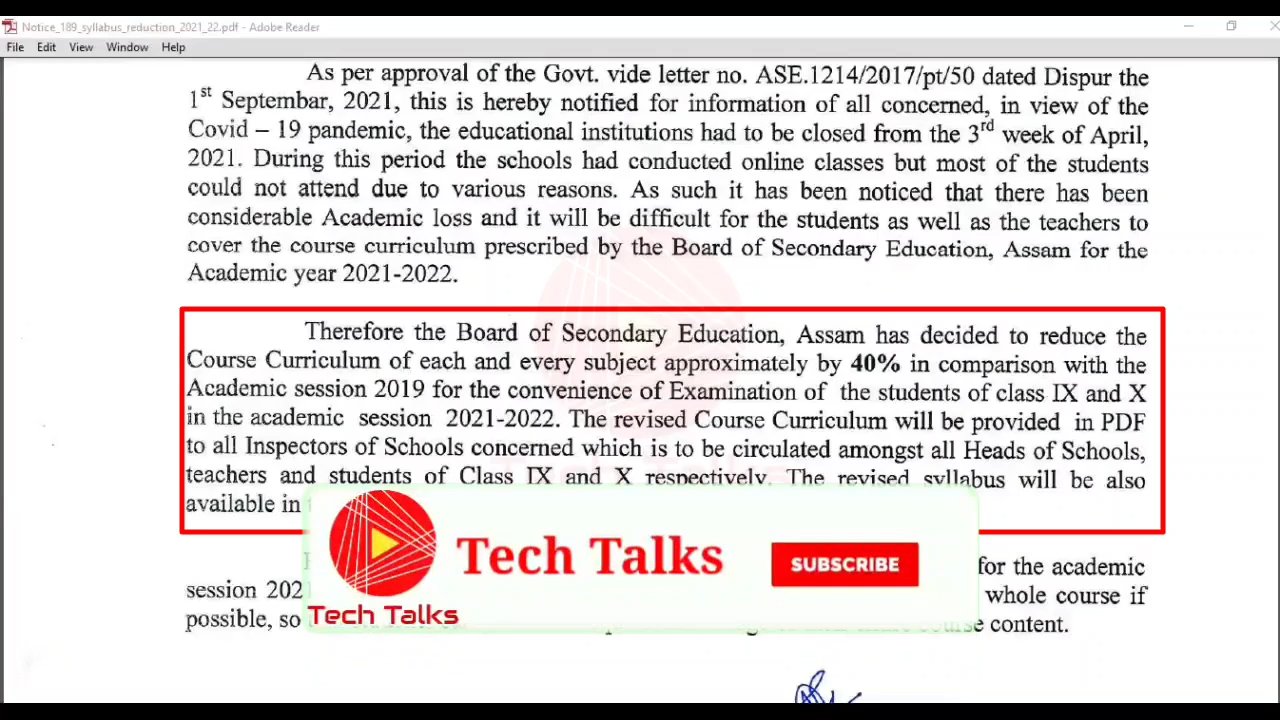 Notice_189_syllabus_reduction_2021_22.pdf - Adobe Reader
File Edit View Window Help
As per approval of the Govt. vide letter no. ASE.1214/2017/pt/50 dated Dispur the
1st Septembar, 2021, this is hereby notified for information of all concerned, in view of the
Covid – 19 pandemic, the educational institutions had to be closed from the 3rd week of April,
2021. During this period the schools had conducted online classes but most of the students
could not attend due to various reasons. As such it has been noticed that there has been
considerable Academic loss and it will be difficult for the students as well as the teachers to
cover the course curriculum prescribed by the Board of Secondary Education, Assam for the
Academic year 2021-2022.
Therefore the Board of Secondary Education, Assam has decided to reduce the
Course Curriculum of each and every subject approximately by 40% in comparison with the
Academic session 2019 for the convenience of Examination of the students of class IX and X
in the academic session 2021-2022. The revised Course Curriculum will be provided in PDF
to all Inspectors of Schools concerned which is to be circulated amongst all Heads of Schools,
teachers and students of Class IX and X respectively. The revised syllabus will be also
available in
for the academic
session 202 whole course if
possible, so course content.
Tech Talks
SUBSCRIBE
Tech Talks